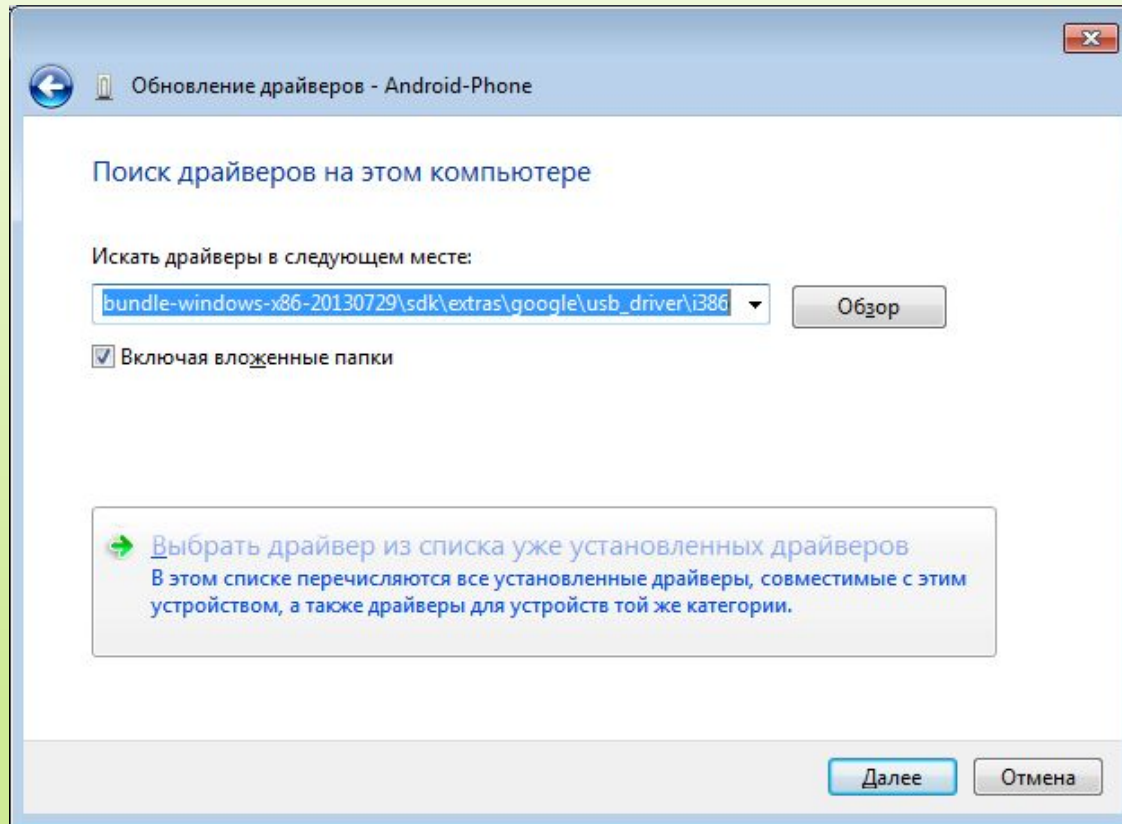 Обновление драйверов - Android-Phone
Поиск драйверов на этом компьютере
Искать драйверы в следующем месте:
bundle-windows-x86-20130729\sdk\extras\google\usb_driver\i386
Обзор
Включая вложенные папки
Выбрать драйвер из списка уже установленных драйверов
В этом списке перечисляются все установленные драйверы, совместимые с этим
устройством, а также драйверы для устройств той же категории.
Далее
Отмена